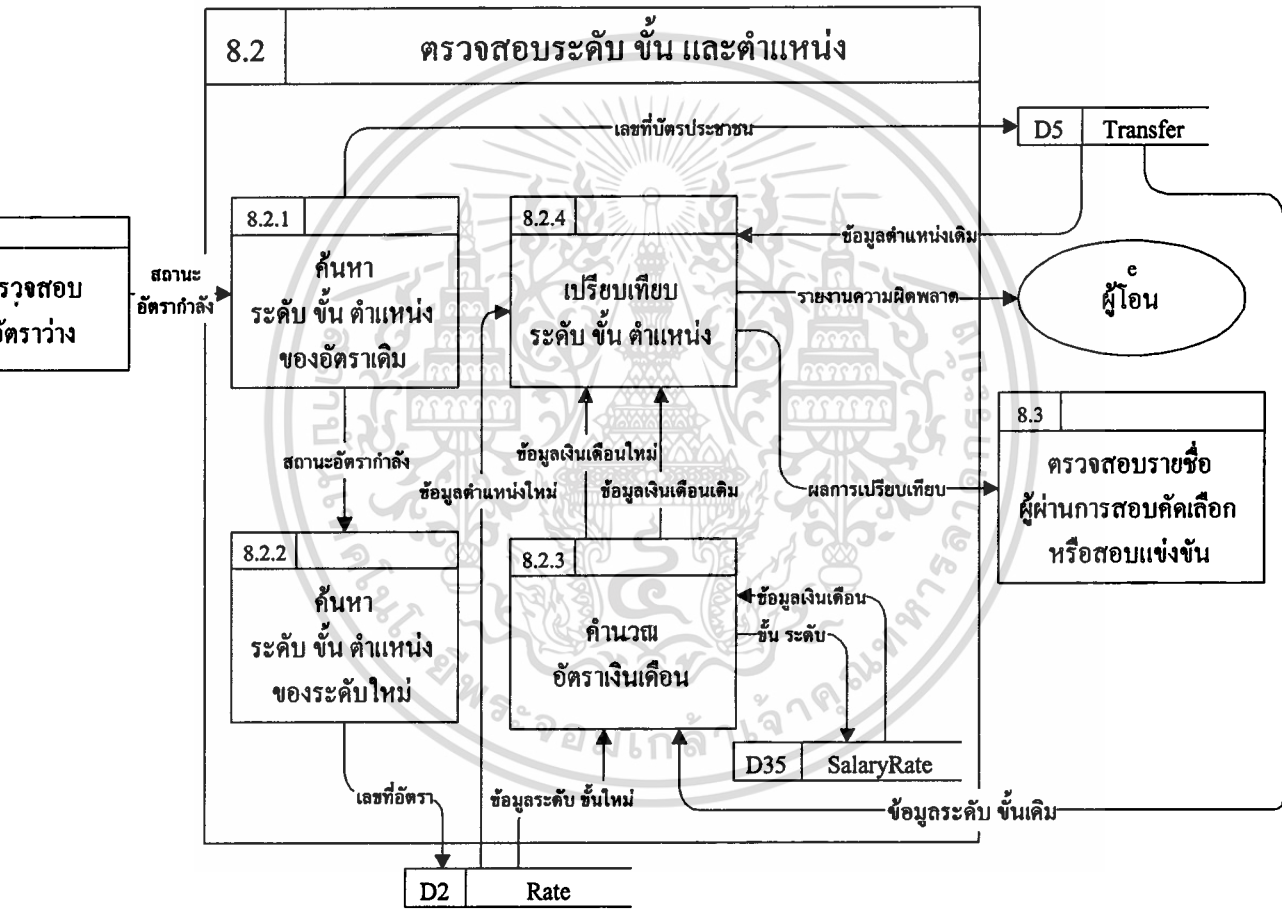 8.2
ตรวจสอบระดับ ขั้น และตำแหน่ง
เลขที่บัตรประชาชน
D5
Transfer
8.2.1
ค้นหา
ระดับ ขั้น ตำแหน่ง
ของอัตราเดิม
8.2.4
เปรียบเทียบ
ระดับ ขั้น ตำแหน่ง
ข้อมูลตำแหน่งเดิม
สถานะ
อัตรากำลัง
รวจสอบ
อัตราว่าง
รายงานความผิดพลาด
e
ผู้โอน
8.3
ตรวจสอบรายชื่อ
ผู้ผ่านการสอบคัดเลือก
หรือสอบแข่งขัน
สถานะอัตรากำลัง
ข้อมูลเงินเดือนใหม่
ข้อมูลตำแหน่งใหม่
ข้อมูลเงินเดือนเดิม
ผลการเปรียบเทียบ
8.2.2
ค้นหา
ระดับ ขั้น ตำแหน่ง
ของระดับใหม่
8.2.3
คำนวณ
อัตราเงินเดือน
ข้อมูลเงินเดือน
ขั้น ระดับ
D35
SalaryRate
เลขที่อัตรา
ข้อมูลระดับ ขั้นใหม่
ข้อมูลระดับ ขั้นเดิม
D2
Rate